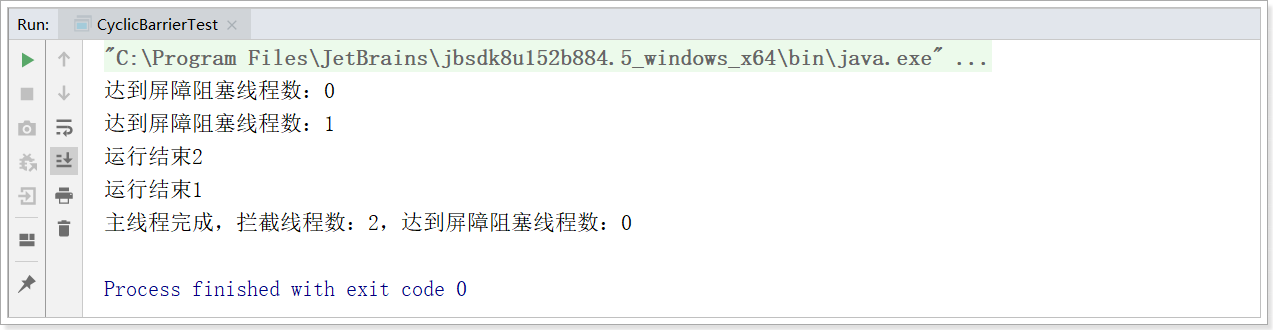 Run: CyclicBarrierTest
"C:\Program Files\JetBrains\jbsdk8u152b884.5_windows_x64\bin\java.exe" ...
达到屏障阻塞线程数：0
达到屏障阻塞线程数：1
运行结束2
运行结束1
主线程完成，拦截线程数：2，达到屏障阻塞线程数：0
Process finished with exit code 0